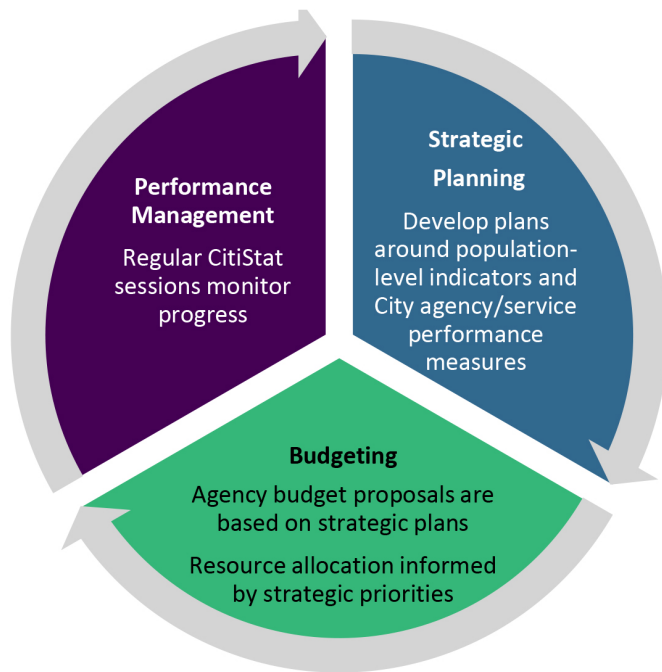 Strategic
Planning
Develop plans
around population-
level indicators and
City agency/service
performance
measures
Budgeting
Agency budget proposals are
based on strategic plans
Resource allocation informed
by strategic priorities
Performance
Management
Regular CitiStat
sessions monitor
progress